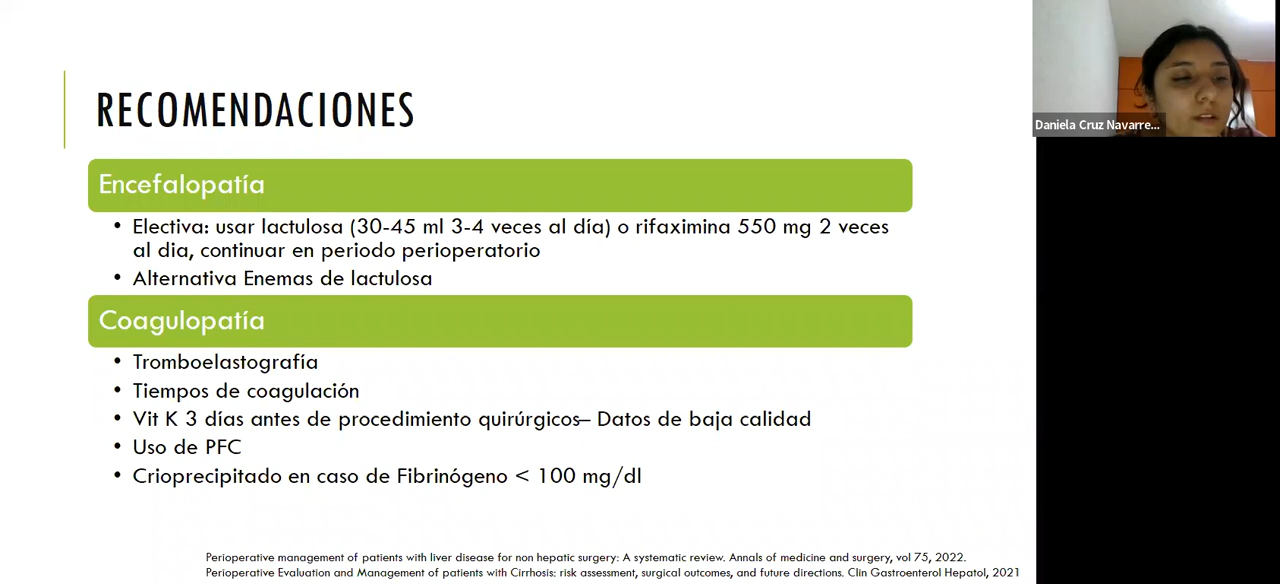 RECOMENDACIONES
Encefalopatía
• Electiva: usar lactulosa (30-45 ml 3-4 veces al día) o rifaximina 550 mg 2 veces
al dia, continuar en periodo perioperatorio
• Alternativa Enemas de lactulosa
Coagulopatía
• Tromboelastografía
• Tiempos de coagulación
• Vit K 3 días antes de procedimiento quirúrgicos– Datos de baja calidad
• Uso de PFC
• Crioprecipitado en caso de Fibrinógeno < 100 mg/dl
Perioperative management of patients with liver disease for non hepatic surgery: A systematic review. Annals of medicine and surgery, vol 75, 2022.
Perioperative Evaluation and Management of patients with Cirrhosis: risk assessment, surgical outcomes, and future directions. Clin Gastroenterol Hepatol, 2021
Daniela Cruz Navarre...